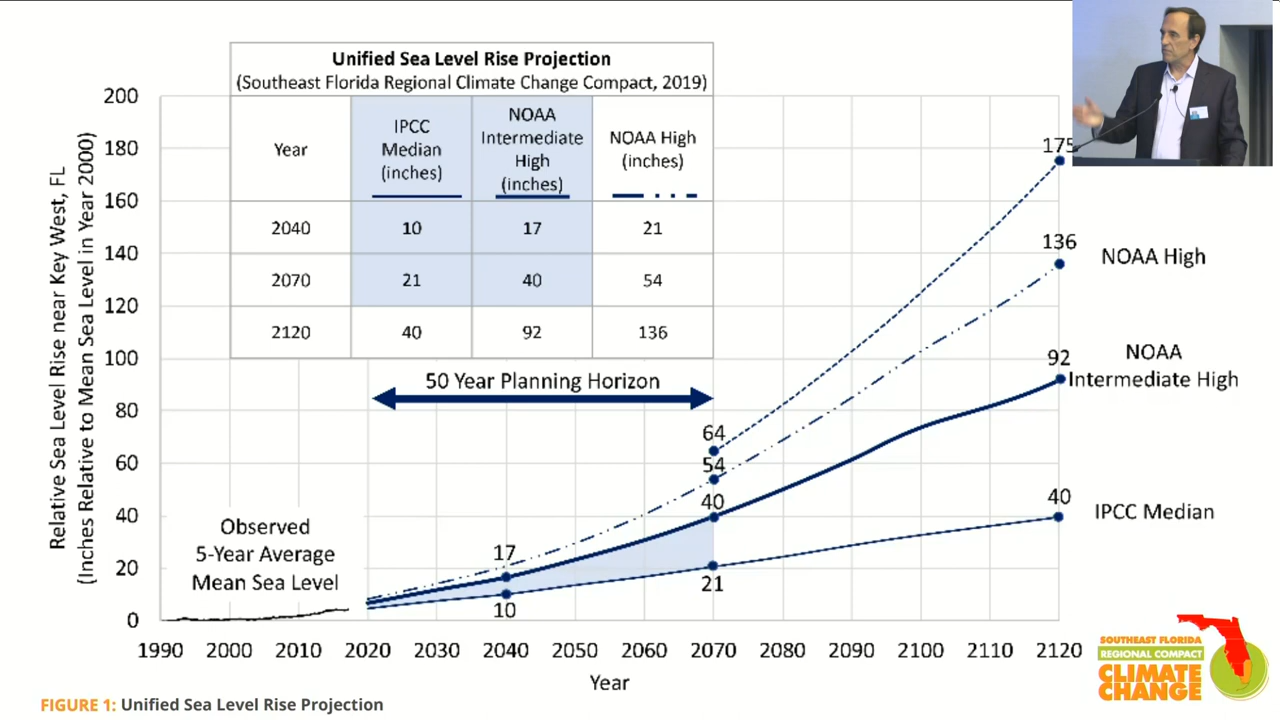 Unified Sea Level Rise Projection
(Southeast Florida Regional Climate Change Compact, 2019)
Year
IPCC
Median
(inches)
NOAA
Intermediate
High
(inches)
NOAA High
(inches)
2040 10 17 21
2070 21 40 54
2120 40 92 136
Relative Sea Level Rise near Key West, FL
(Inches Relative to Mean Sea Level in Year 2000)
200
180
160
140
120
100
80
60
40
20
0
50 Year Planning Horizon
Observed
5-Year Average
Mean Sea Level
17
10
64
54
40
21
175
136
92
40
NOAA High
NOAA
Intermediate High
IPCC Median
1990 2000 2010 2020 2030 2040 2050 2060 2070 2080 2090 2100 2110 2120
Year
FIGURE 1: Unified Sea Level Rise Projection
SOUTHEAST FLORIDA
REGIONAL COMPACT
CLIMATE
CHANGE